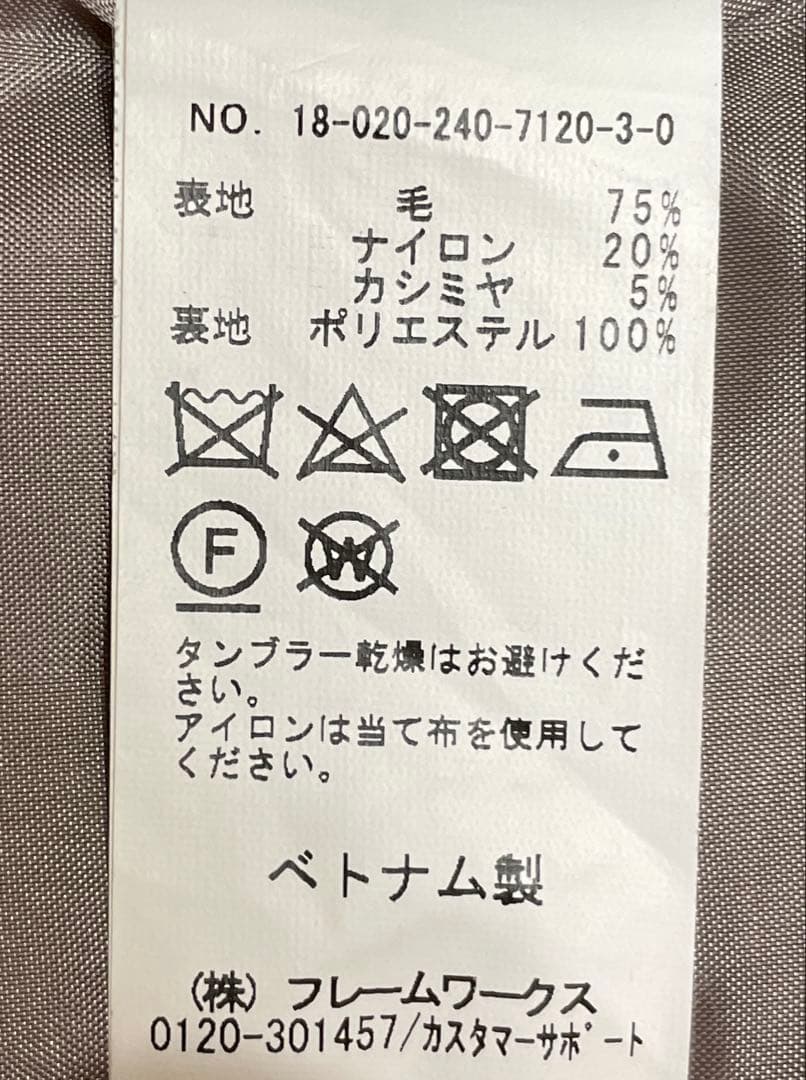 NO. 18-020-240-7120-3-0
表地 毛 75%
ナイロン 20%
カシミヤ 5%
裏地 ポリエステル 100%
F W
タンブラー乾燥はお避けくだ
さい。
アイロンは当て布を使用して
ください。
ベトナム製
(株) フレームワークス
0120-301457/カスタマーサポート